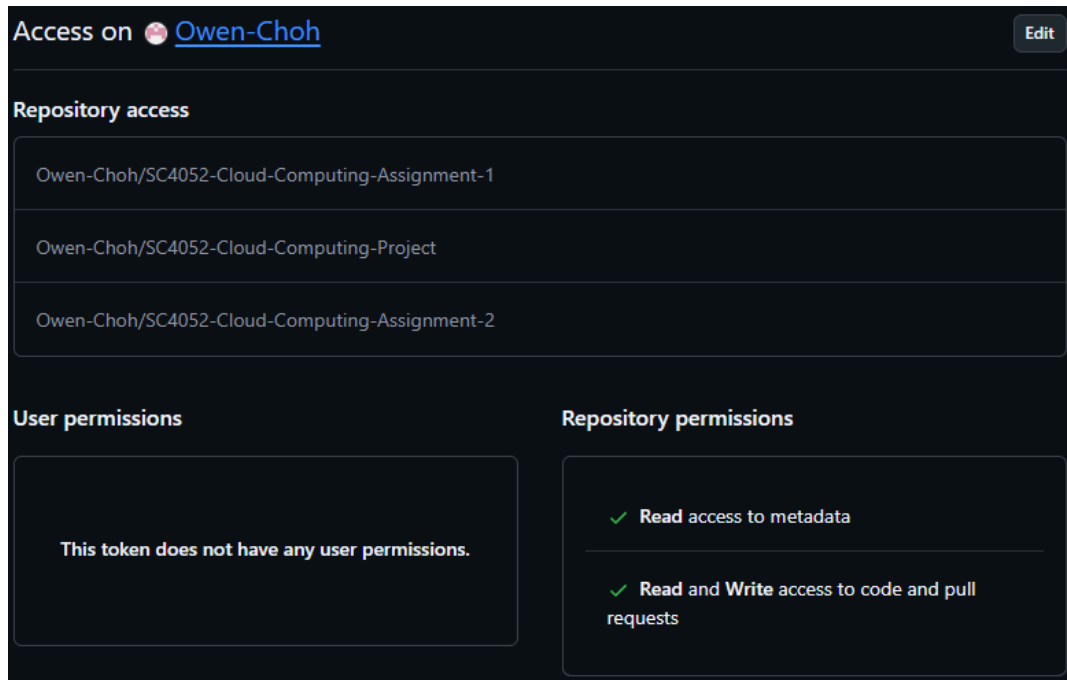 Access on Owen-Choh
Edit
Repository access
Owen-Choh/SC4052-Cloud-Computing-Assignment-1
Owen-Choh/SC4052-Cloud-Computing-Project
Owen-Choh/SC4052-Cloud-Computing-Assignment-2
User permissions
This token does not have any user permissions.
Repository permissions
Read access to metadata
Read and Write access to code and pull
requests